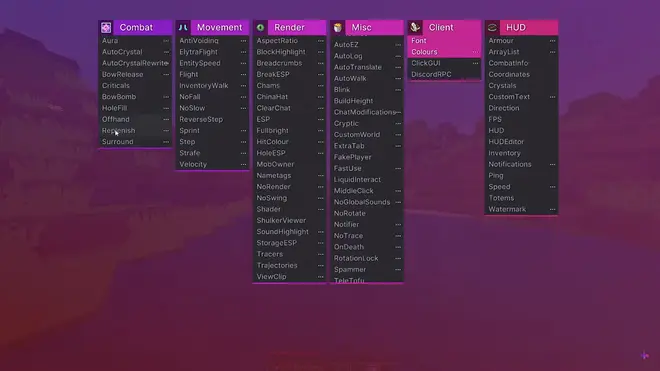 Combat
Aura
AutoCrystal
AutoCrystalRewrite
BowRelease
Criticals
BowBomb
HoleFill
Offhand
Replenish
Surround
Movement
AntiVoiding
ElytraFlight
EntitySpeed
Flight
InventoryWalk
NoFall
NoSlow
ReverseStep
Sprint
Step
Strafe
Velocity
Render
AspectRatio
BlockHighlight
Breadcrumbs
BreakESP
Chams
ChinaHat
ClearChat
ESP
Fullbright
HitColour
HoleESP
MobOwner
Nametags
NoRender
NoSwing
Shader
ShulkerViewer
SoundHighlight
StorageESP
Tracers
Trajectories
ViewClip
Misc
AutoEZ
AutoLog
AutoTranslate
AutoWalk
Blink
BuildHeight
ChatModifications
Cryptic
CustomWorld
ExtraTab
FakePlayer
FastUse
LiquidInteract
MiddleClick
NoGlobalSounds
NoRotate
Notifier
NoTrace
OnDeath
RotationLock
Spammer
TeleTofu
Client
Font
Colours
ClickGUI
DiscordRPC
HUD
Armour
ArrayList
CombatInfo
Coordinates
Crystals
CustomText
Direction
FPS
HUD
HUDEditor
Inventory
Notifications
Ping
Speed
Totems
Watermark